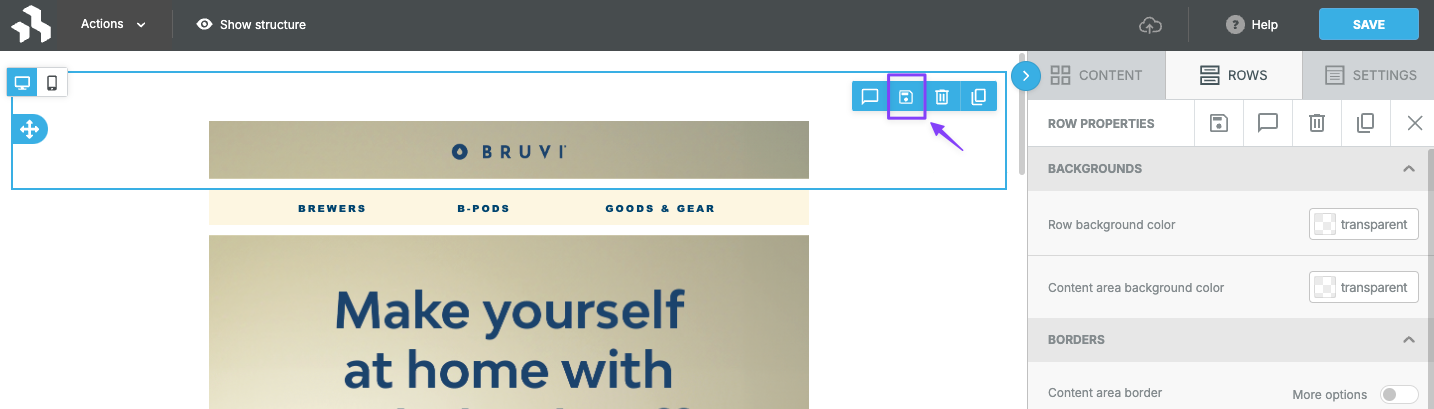 Actions
Show structure
Help
SAVE
CONTENT
ROWS
SETTINGS
ROW PROPERTIES
BRUVI
BACKGROUNDS
BREWERS B-PODS GOODS & GEAR
Row background color transparent
Make yourself
at home with
Content area background color transparent
BORDERS
Content area border More options